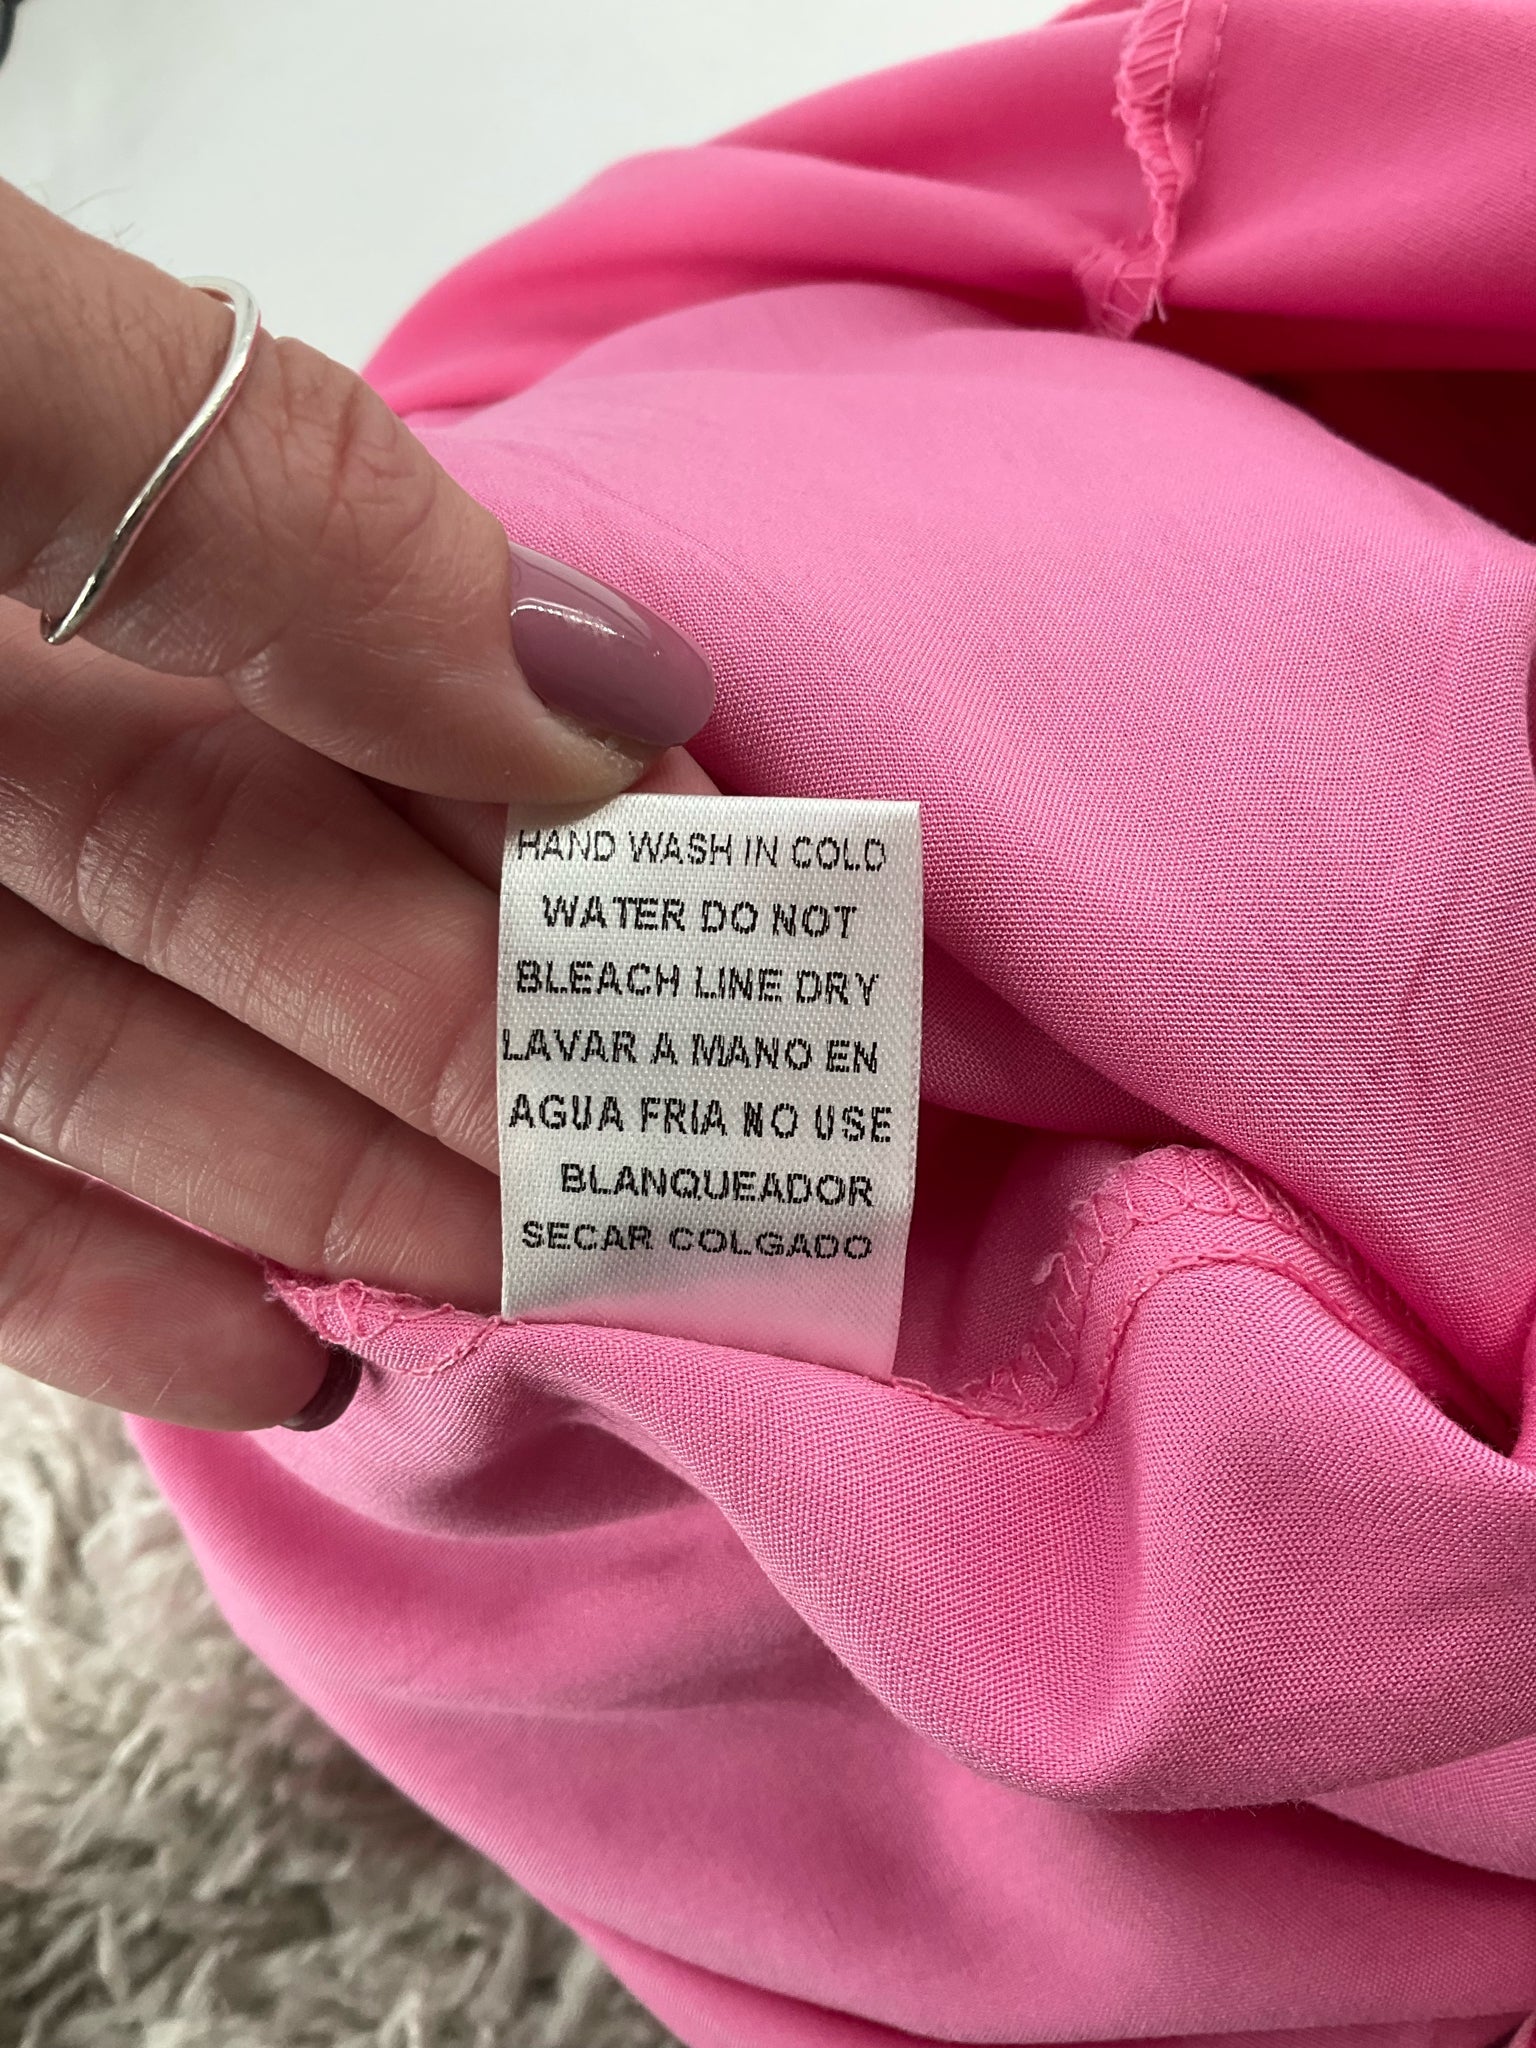 HAND WASH IN COLD
WATER DO NOT
BLEACH LINE DRY
LAVAR A MANO EN
AGUA FRIA NO USE
BLANQUEADOR
SECAR COLGADO